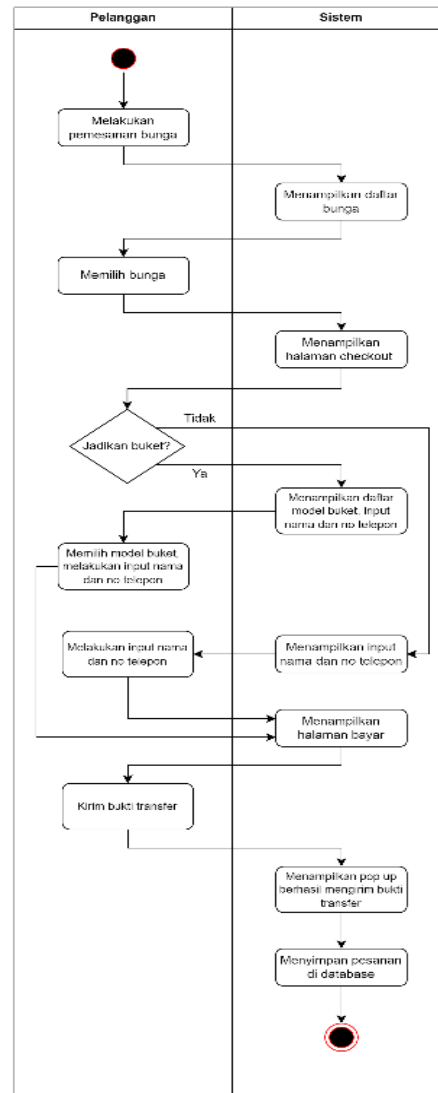 Pelanggan
Sistem
Melakukan
pemesanan bunga
Menampilkan daftar
bunga
Memilih bunga
Menampilkan
halaman checkout
Jadikan buket?
Tidak
Ya
Menampilkan daftar
model buket, input
nama dan no telepon
Memilih model buket,
melakukan input nama
dan no telepon
Melakukan input nama
dan no telepon
Menampilkan input
nama dan no telepon
Menampilkan
halaman bayar
Kirim bukti transfer
Menampilkan pop up
berhasil mengirim bukti
transfer
Menyimpan pesanan
di database